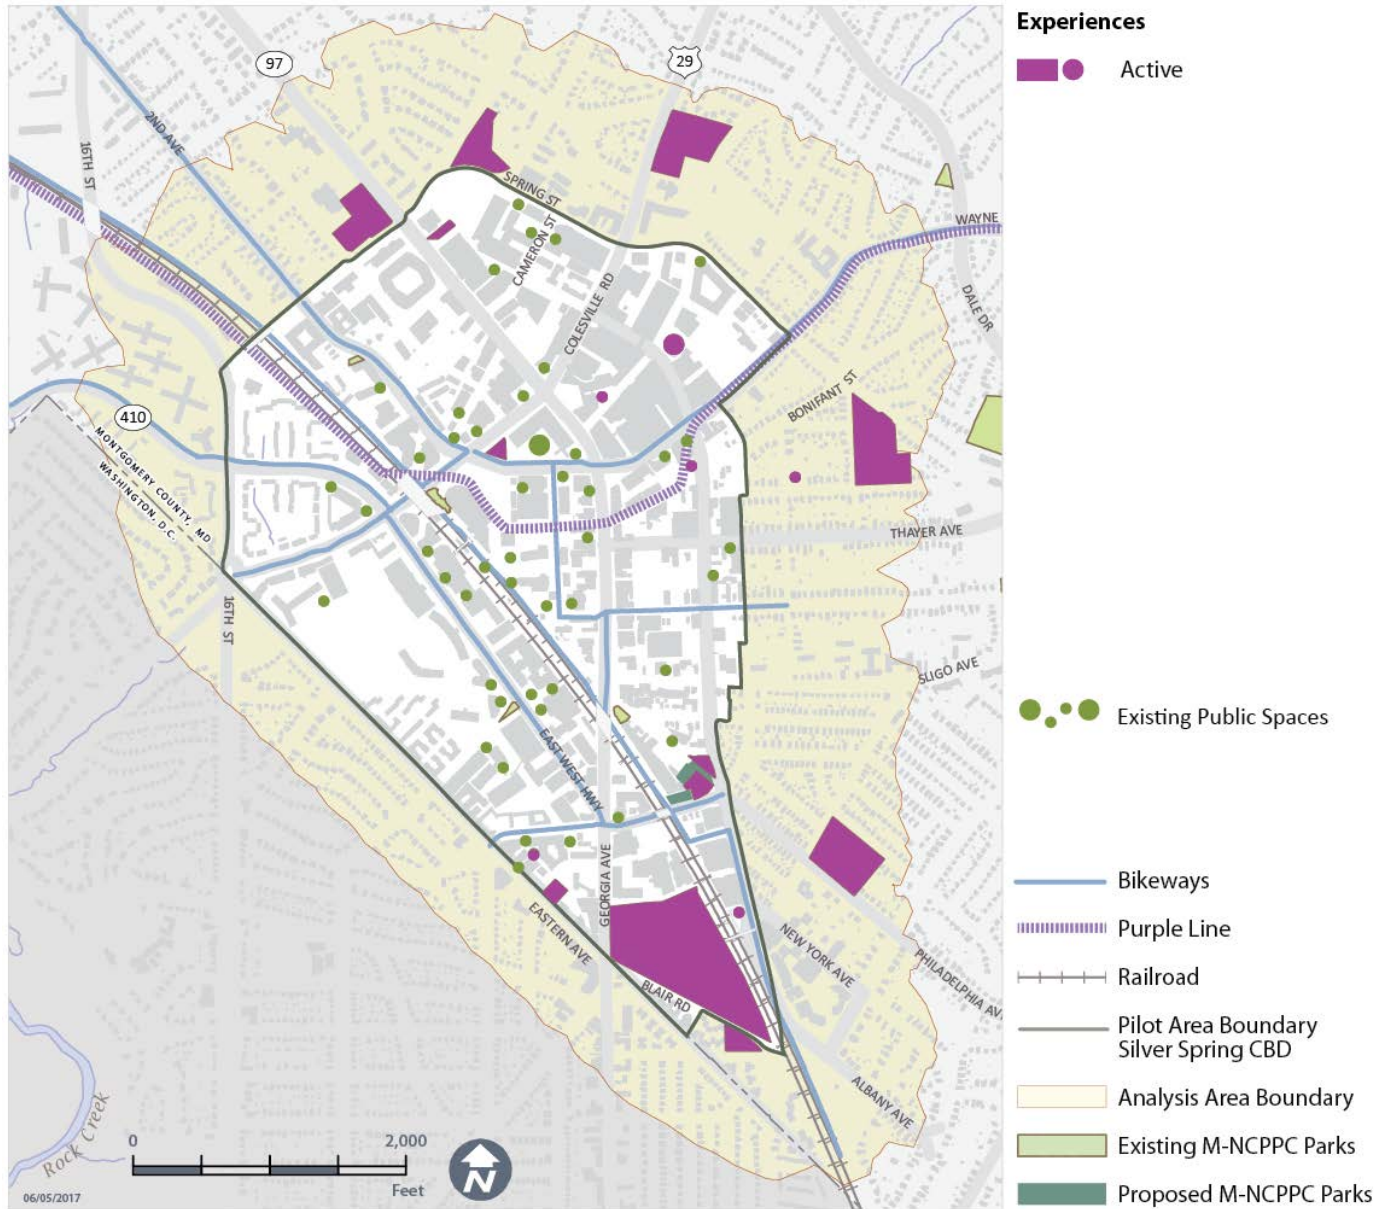 Experiences
Active
Existing Public Spaces
Bikeways
Purple Line
Railroad
Pilot Area Boundary
Silver Spring CBD
Analysis Area Boundary
Existing M-NCPPC Parks
Proposed M-NCPPC Parks
97
29
2ND AVE
16TH ST
SPRING ST
CAMERON ST
COLESVILLE RD
WAYNE
DALE DR
BONIFANT ST
410
MONTGOMERY COUNTY, MD
WASHINGTON, D.C.
THAYER AVE
16TH ST
SLIGO AVE
EAST WEST HWY
GEORGIA AVE
EASTERN AVE
BLAIR RD
NEW YORK AVE
PHILADELPHIA AV
ALBANY AVE
Rock Creek
0
2,000
Feet
N
06/05/2017